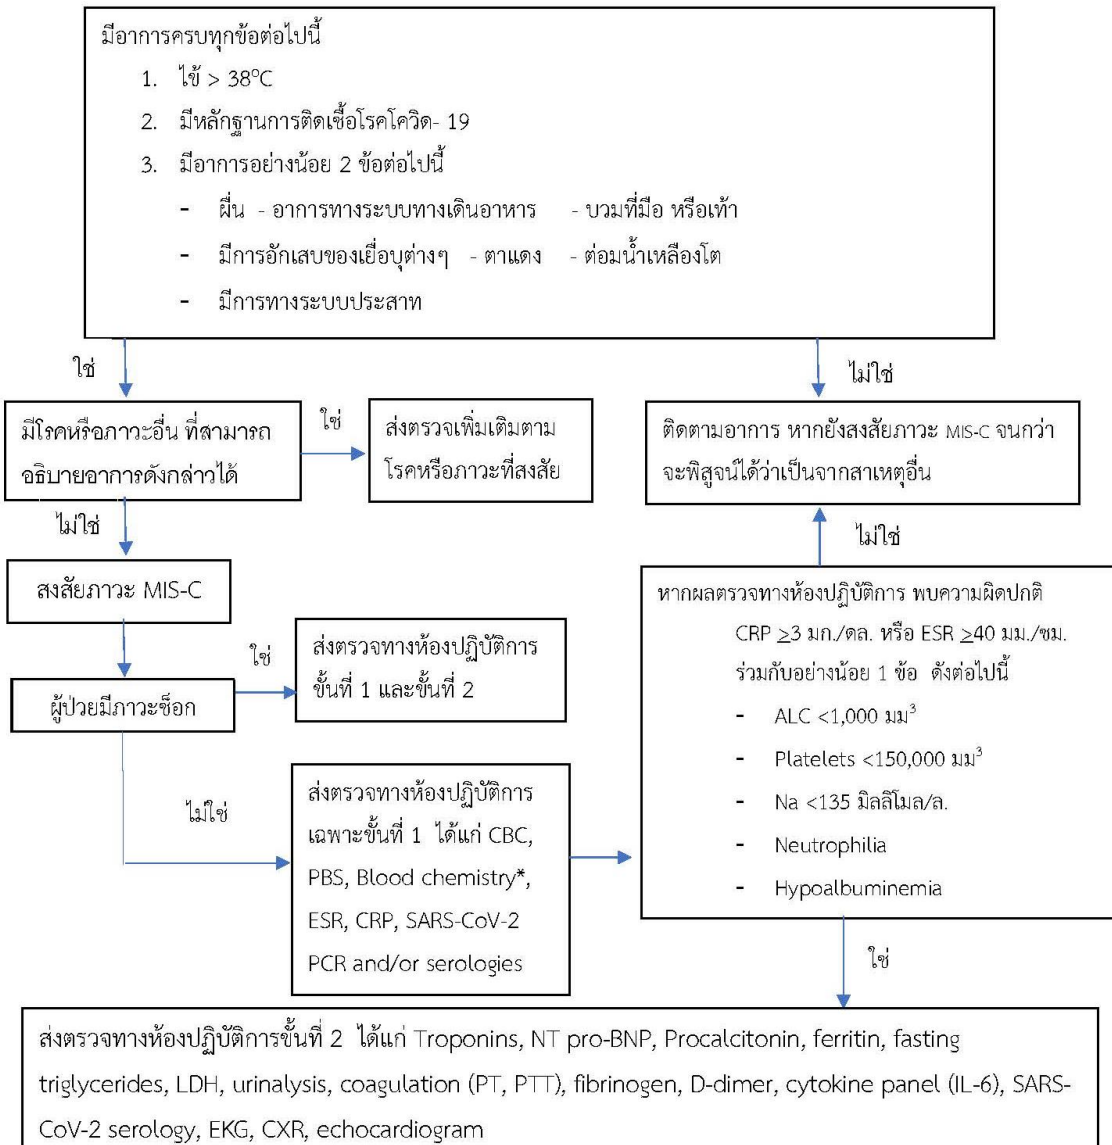 มีอาการครบทุกข้อต่อไปนี้
1. ไข้ > 38°C
2. มีหลักฐานการติดเชื้อโรคโควิด- 19
3. มีอาการอย่างน้อย 2 ข้อต่อไปนี้
- ผื่น - อาการทางระบบทางเดินอาหาร - บวมที่มือ หรือเท้า
- มีการอักเสบของเยื่อบุต่างๆ - ตาแดง - ต่อมน้ำเหลืองโต
- มีการทางระบบประสาท
ใช่
ไม่ใช่
มีโรคหรือภาวะอื่น ที่สามารถ
อธิบายอาการดังกล่าวได้
ใช่
ส่งตรวจเพิ่มเติมตาม
โรคหรือภาวะที่สงสัย
ติดตามอาการ หากยังสงสัยภาวะ MIS-C จนกว่า
จะพิสูจน์ได้ว่าเป็นจากสาเหตุอื่น
ไม่ใช่
ไม่ใช่
สงสัยภาวะ MIS-C
ผู้ป่วยมีภาวะช็อก
ใช่
ส่งตรวจทางห้องปฏิบัติการ
ขั้นที่ 1 และขั้นที่ 2
ไม่ใช่
ส่งตรวจทางห้องปฏิบัติการ
เฉพาะขั้นที่ 1 ได้แก่ CBC,
PBS, Blood chemistry*,
ESR, CRP, SARS-CoV-2
PCR and/or serologies
หากผลตรวจทางห้องปฏิบัติการ พบความผิดปกติ
CRP ≥3 มก./ดล. หรือ ESR ≥40 มม./ชม.
ร่วมกับอย่างน้อย 1 ข้อ ดังต่อไปนี้
- ALC <1,000 มม³
- Platelets <150,000 มม³
- Na <135 มิลลิโมล/ล.
- Neutrophilia
- Hypoalbuminemia
ใช่
ส่งตรวจทางห้องปฏิบัติการขั้นที่ 2 ได้แก่ Troponins, NT pro-BNP, Procalcitonin, ferritin, fasting
triglycerides, LDH, urinalysis, coagulation (PT, PTT), fibrinogen, D-dimer, cytokine panel (IL-6), SARS-
CoV-2 serology, EKG, CXR, echocardiogram